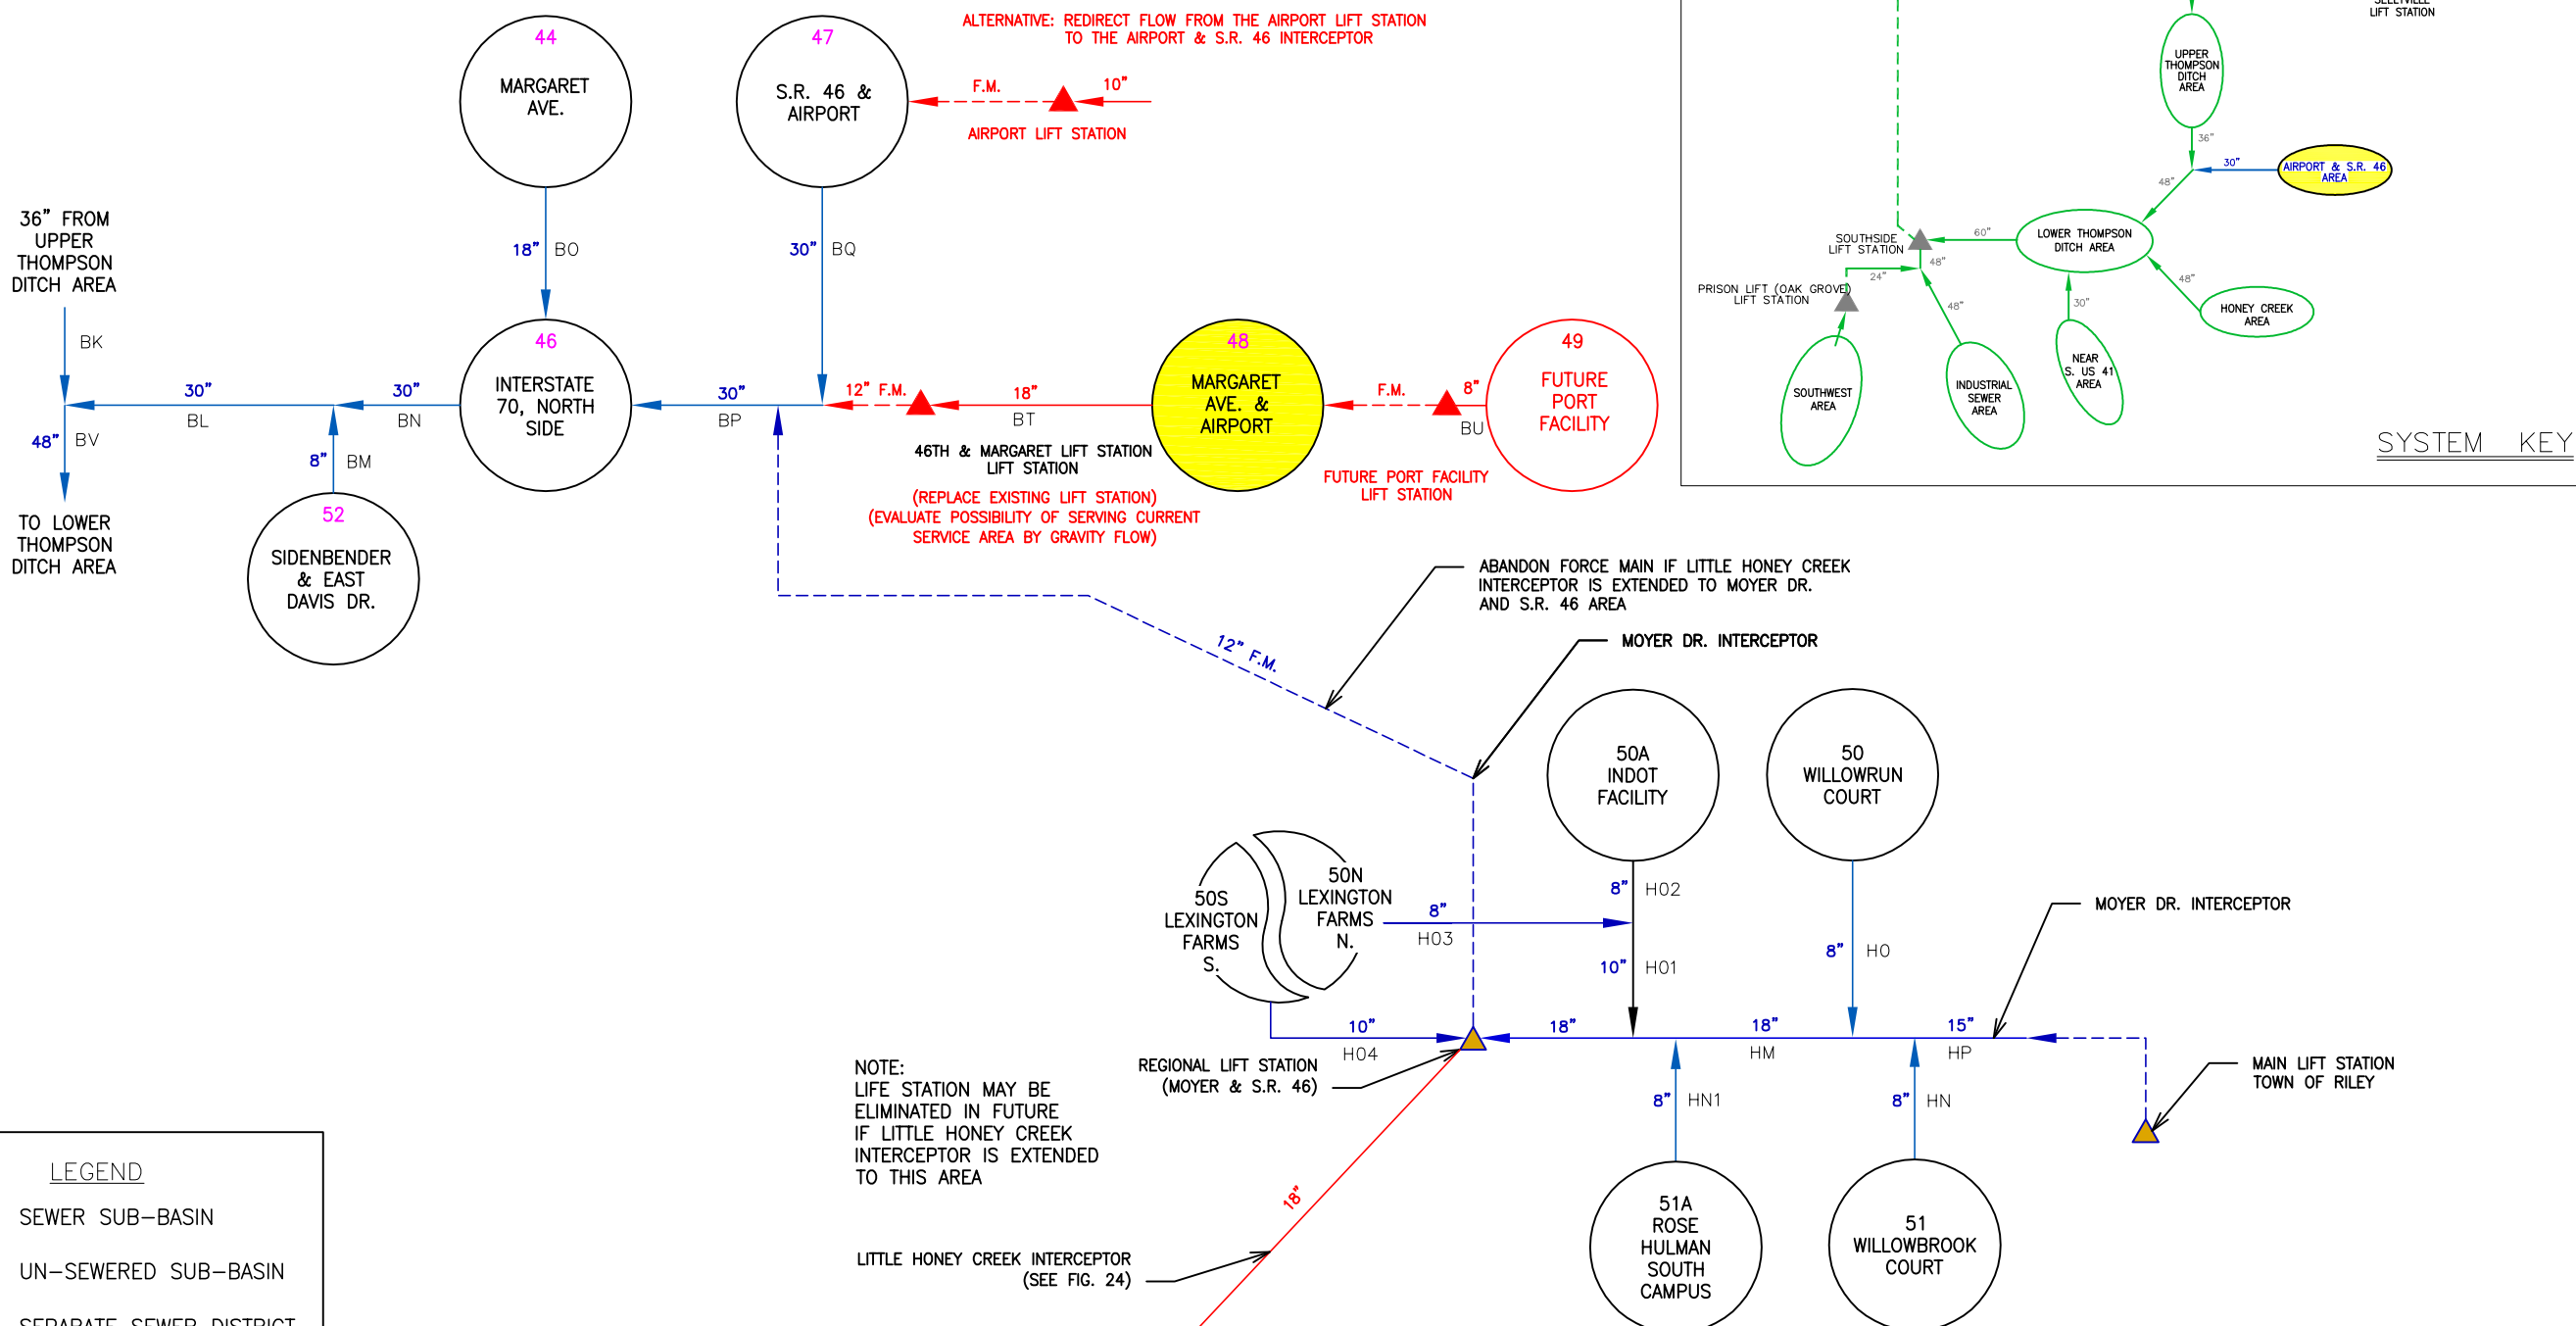 ALTERNATIVE: REDIRECT FLOW FROM THE AIRPORT LIFT STATION
TO THE AIRPORT & S.R. 46 INTERCEPTOR
44
MARGARET
AVE.
47
S.R. 46 &
AIRPORT
F.M.
10"
AIRPORT LIFT STATION
36" FROM
UPPER
THOMPSON
DITCH AREA
BK
18" BO
30" BQ
46
INTERSTATE
70, NORTH
SIDE
30"
BL
30"
BN
30"
BP
12" F.M.
18"
BT
48
MARGARET
AVE. &
AIRPORT
F.M.
8"
BU
49
FUTURE
PORT
FACILITY
48" BV
8" BM
TO LOWER
THOMPSON
DITCH AREA
52
SIDENBENDER
& EAST
DAVIS DR.
46TH & MARGARET LIFT STATION
LIFT STATION
(REPLACE EXISTING LIFT STATION)
(EVALUATE POSSIBILITY OF SERVING CURRENT
SERVICE AREA BY GRAVITY FLOW)
FUTURE PORT FACILITY
LIFT STATION
LIFT STATION
UPPER
THOMPSON
DITCH
AREA
36"
30"
AIRPORT & S.R. 46
AREA
48"
LOWER THOMPSON
DITCH AREA
60"
SOUTHSIDE
LIFT STATION
48"
24"
PRISON LIFT (OAK GROVE)
LIFT STATION
48"
30"
48"
HONEY CREEK
AREA
SOUTHWEST
AREA
INDUSTRIAL
SEWER
AREA
NEAR
S. US 41
AREA
SYSTEM KEY
ABANDON FORCE MAIN IF LITTLE HONEY CREEK
INTERCEPTOR IS EXTENDED TO MOYER DR.
AND S.R. 46 AREA
MOYER DR. INTERCEPTOR
12" F.M.
50A
INDOT
FACILITY
50
WILLOWRUN
COURT
50S
LEXINGTON
FARMS
S.
50N
LEXINGTON
FARMS
N.
8"
H03
8" H02
10" H01
8" HO
MOYER DR. INTERCEPTOR
10"
H04
18"
18"
HM
15"
HP
REGIONAL LIFT STATION
(MOYER & S.R. 46)
MAIN LIFT STATION
TOWN OF RILEY
8" HN1
8" HN
NOTE:
LIFE STATION MAY BE
ELIMINATED IN FUTURE
IF LITTLE HONEY CREEK
INTERCEPTOR IS EXTENDED
TO THIS AREA
18"
LITTLE HONEY CREEK INTERCEPTOR
(SEE FIG. 24)
51A
ROSE
HULMAN
SOUTH
CAMPUS
51
WILLOWBROOK
COURT
LEGEND
SEWER SUB-BASIN
UN-SEWERED SUB-BASIN
SEPARATE SEWER DISTRICT